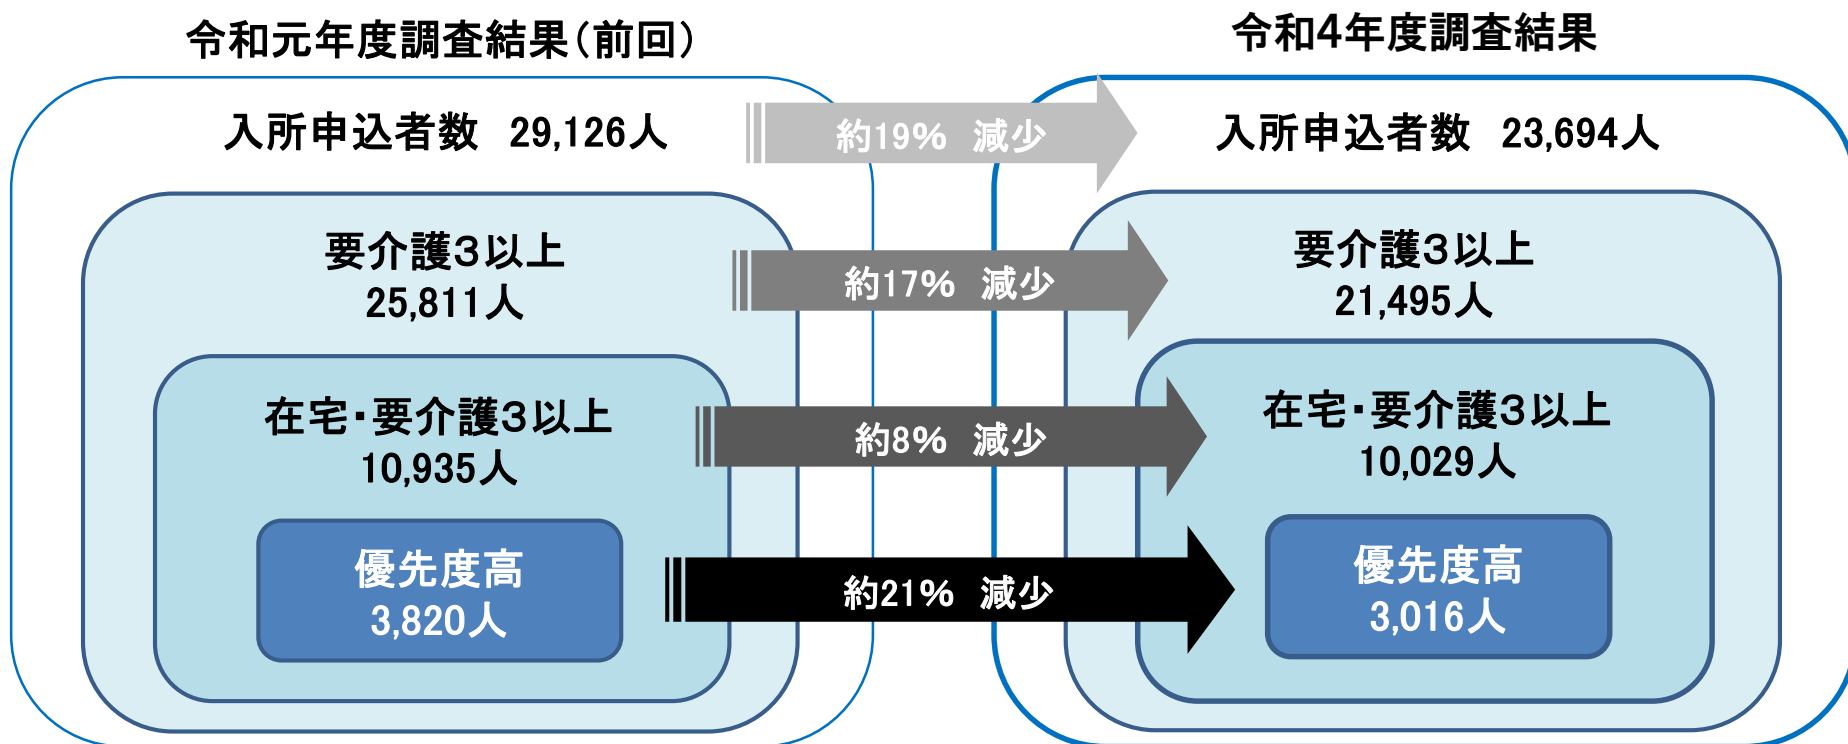 令和元年度調査結果(前回)
入所申込者数 29,126人
要介護3以上
25,811人
在宅・要介護3以上
10,935人
優先度高
3,820人
約19% 減少
約17% 減少
約8% 減少
約21% 減少
令和4年度調査結果
入所申込者数 23,694人
要介護3以上
21,495人
在宅・要介護3以上
10,029人
優先度高
3,016人